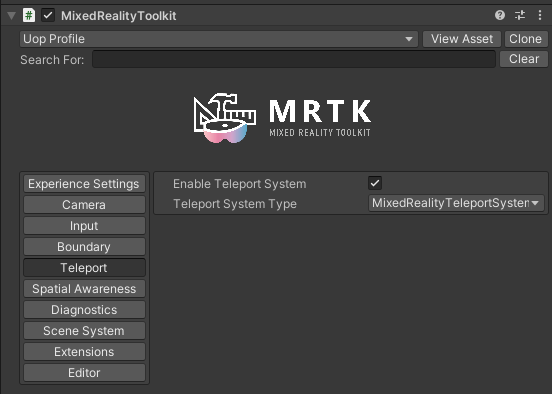 MixedRealityToolkit
Uop Profile View Asset Clone
Search For: Clear
MRTK
MIXED REALITY TOOLKIT
Experience Settings
Camera
Input
Boundary
Teleport
Spatial Awareness
Diagnostics
Scene System
Extensions
Editor
Enable Teleport System
Teleport System Type MixedRealityTeleportSystem